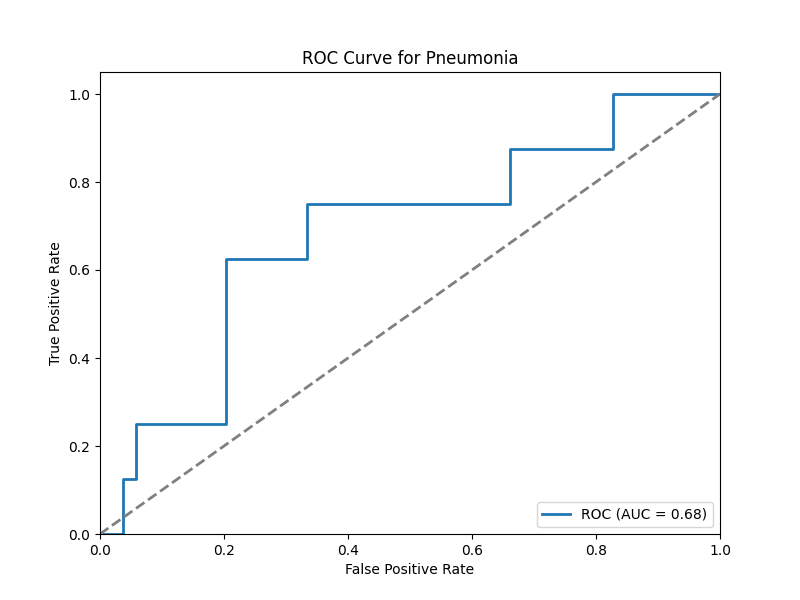 ROC Curve for Pneumonia
True Positive Rate
1.0
0.8
0.6
0.4
0.2
0.0
0.0 0.2 0.4 0.6 0.8 1.0
False Positive Rate
ROC (AUC = 0.68)